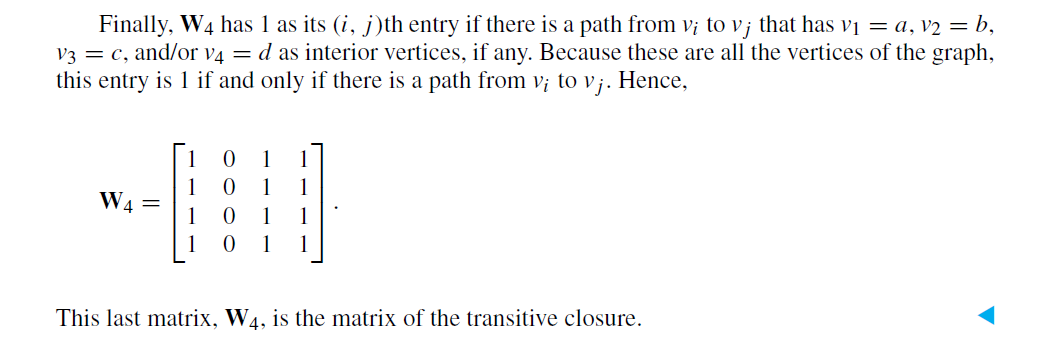 Finally, W₄ has 1 as its (i, j)th entry if there is a path from vᵢ to vⱼ that has v₁ = a, v₂ = b,
v₃ = c, and/or v₄ = d as interior vertices, if any. Because these are all the vertices of the graph,
this entry is 1 if and only if there is a path from vᵢ to vⱼ. Hence,
W₄ =
1 0 1 1
1 0 1 1
1 0 1 1
1 0 1 1
.
This last matrix, W₄, is the matrix of the transitive closure.